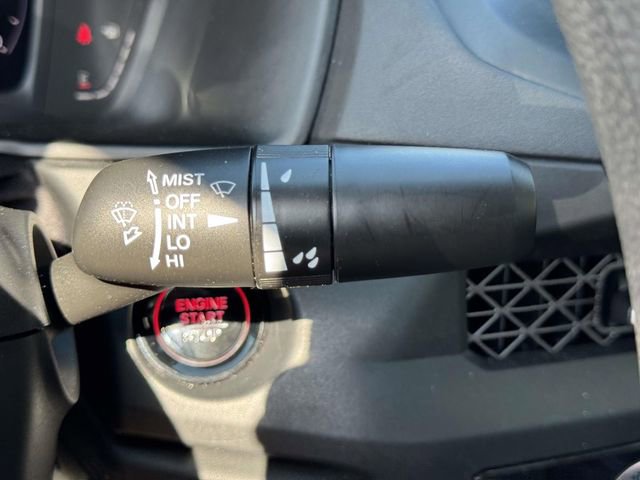 MIST
OFF
INT
LO
HI
ENGINE
START